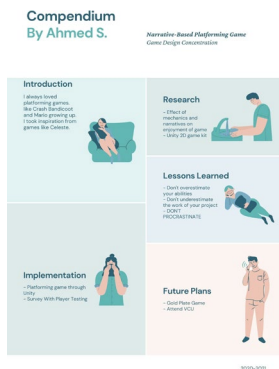 Compendium
By Ahmed S.
Narrative-Based Platforming Game
Game Design Concentration
Introduction
I always loved
platforming games
like Crash Bandicoot
and Mario growing up.
I took inspiration from
games like Celeste.
Research
- Effect of
mechanics and
narratives on
enjoyment of game
- Unity 2D game kit
Lessons Learned
- Don't overestimate
your abilities
- Don't underestimate
the work of your project
- DON'T
PROCRASTINATE
Implementation
- Platforming game through
Unity
- Survey With Player Testing
Future Plans
- Gold Plate Game
- Attend VCU